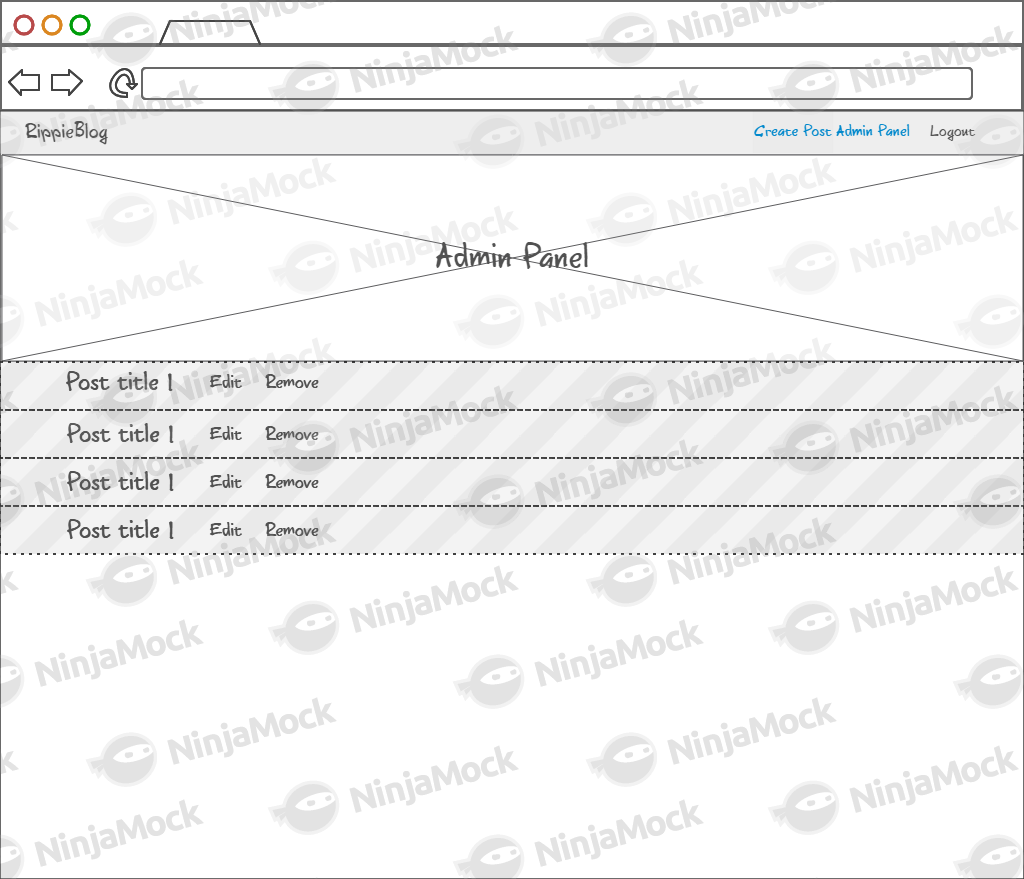 RippieBlog Create Post Admin Panel Logout
Admin Panel
Post title 1 Edit Remove
Post title 1 Edit Remove
Post title 1 Edit Remove
Post title 1 Edit Remove
NinjaMock